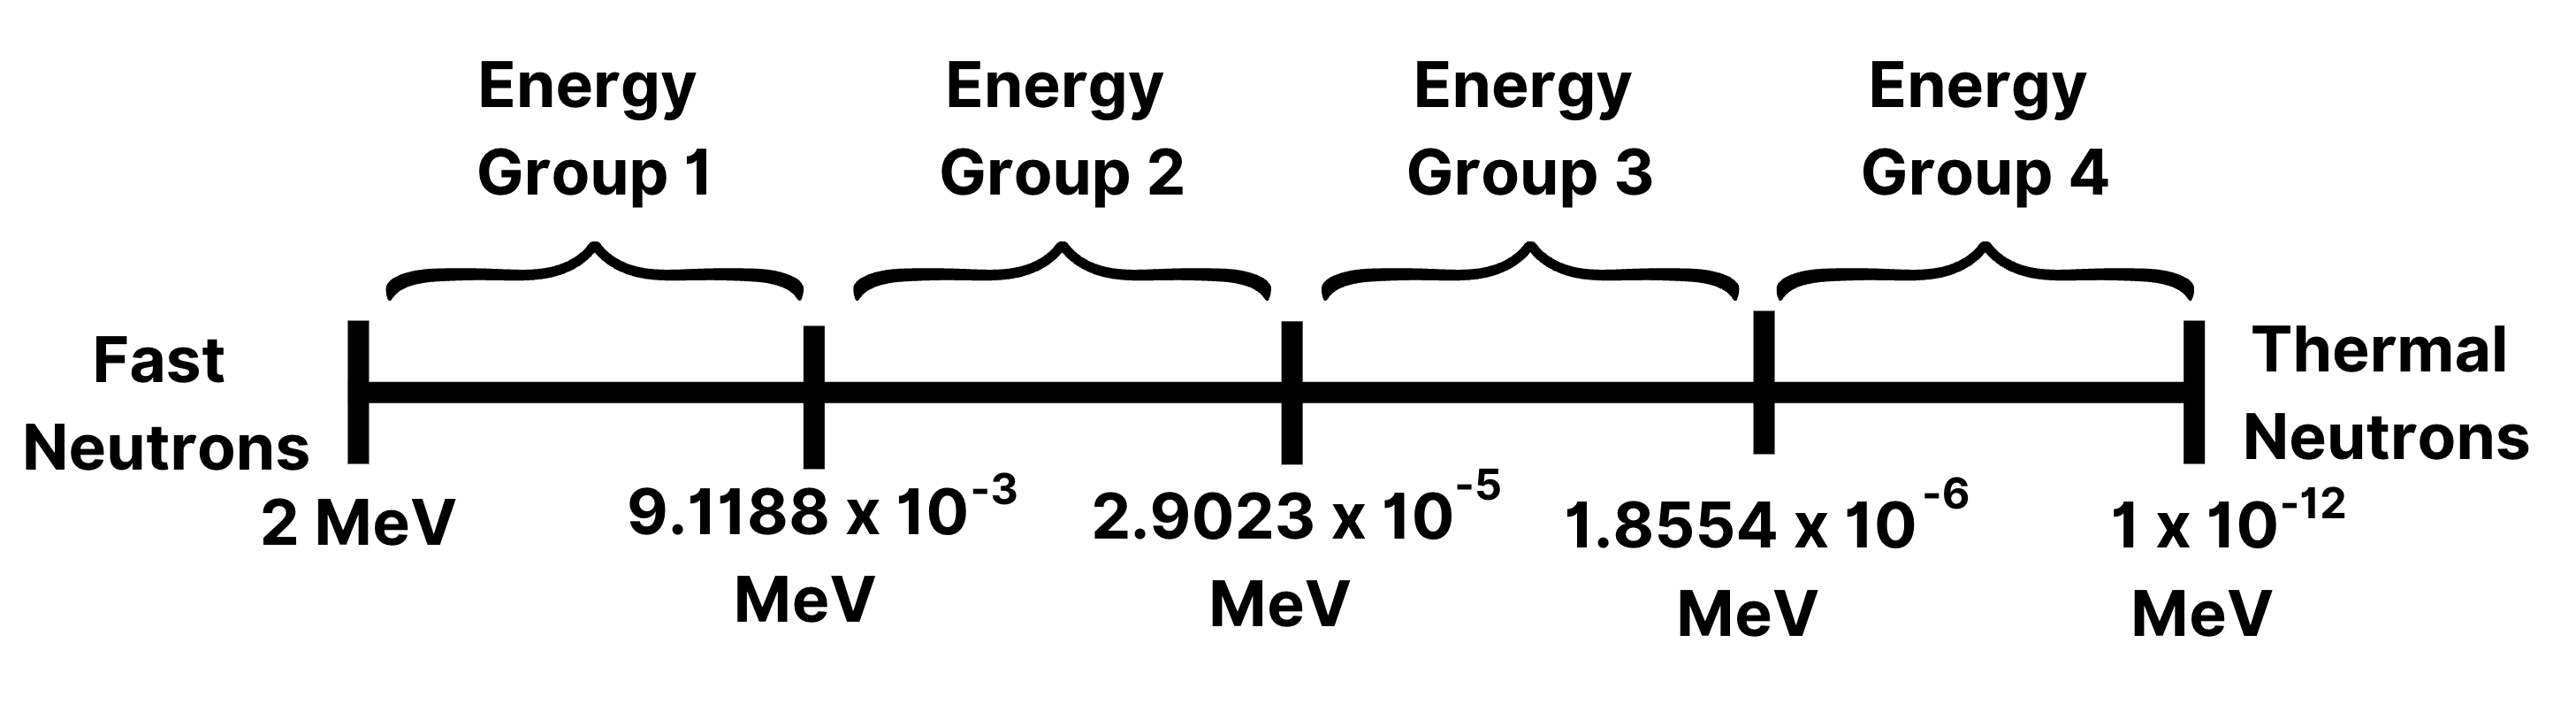 Energy
Group 1
Energy
Group 2
Energy
Group 3
Energy
Group 4
Fast
Neutrons
Thermal
Neutrons
2 MeV
9.1188 x 10⁻³
MeV
2.9023 x 10⁻⁵
MeV
1.8554 x 10⁻⁶
MeV
1 x 10⁻¹²
MeV